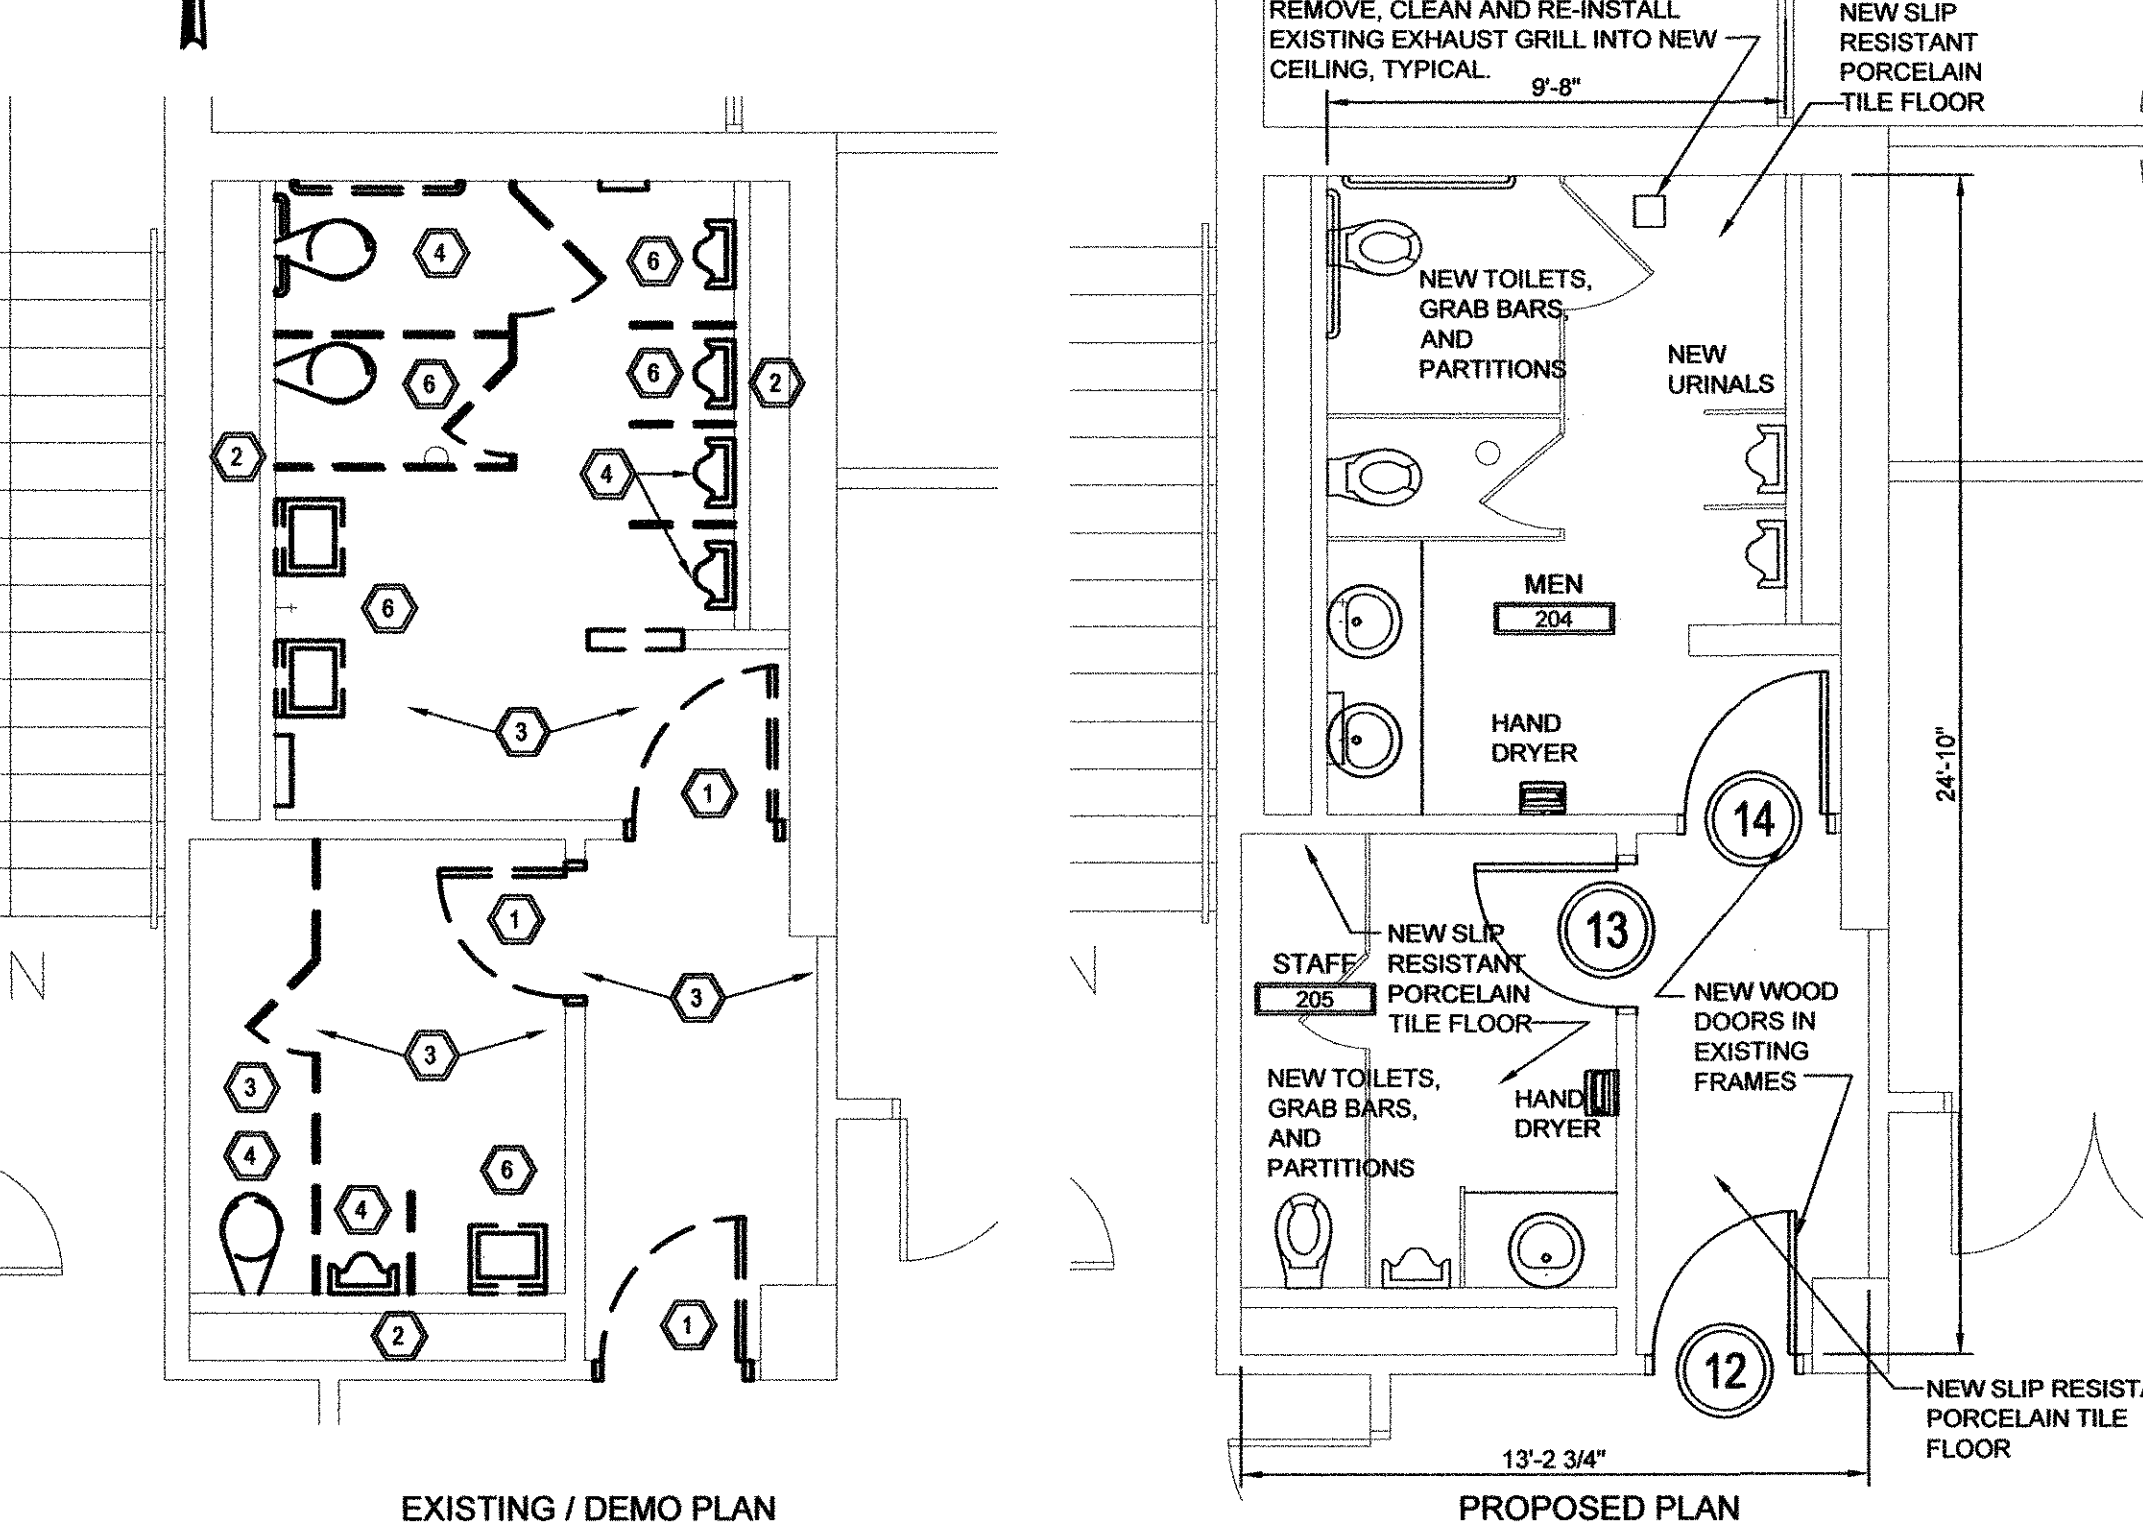 4
6
6
6
2
2
4
6
3
1
1
3
3
3
4
4
6
2
1
EXISTING / DEMO PLAN
REMOVE, CLEAN AND RE-INSTALL
EXISTING EXHAUST GRILL INTO NEW
CEILING, TYPICAL.
9'-8"
NEW SLIP
RESISTANT
PORCELAIN
TILE FLOOR
NEW TOILETS,
GRAB BARS,
AND
PARTITIONS
NEW
URINALS
MEN
204
HAND
DRYER
24'-10"
14
13
NEW SLIP
RESISTANT
PORCELAIN
TILE FLOOR
STAFF
205
NEW WOOD
DOORS IN
EXISTING
FRAMES
NEW TOILETS,
GRAB BARS,
AND
PARTITIONS
HAND
DRYER
12
NEW SLIP
PORCELAIN TILE
FLOOR
13'-2 3/4"
PROPOSED PLAN